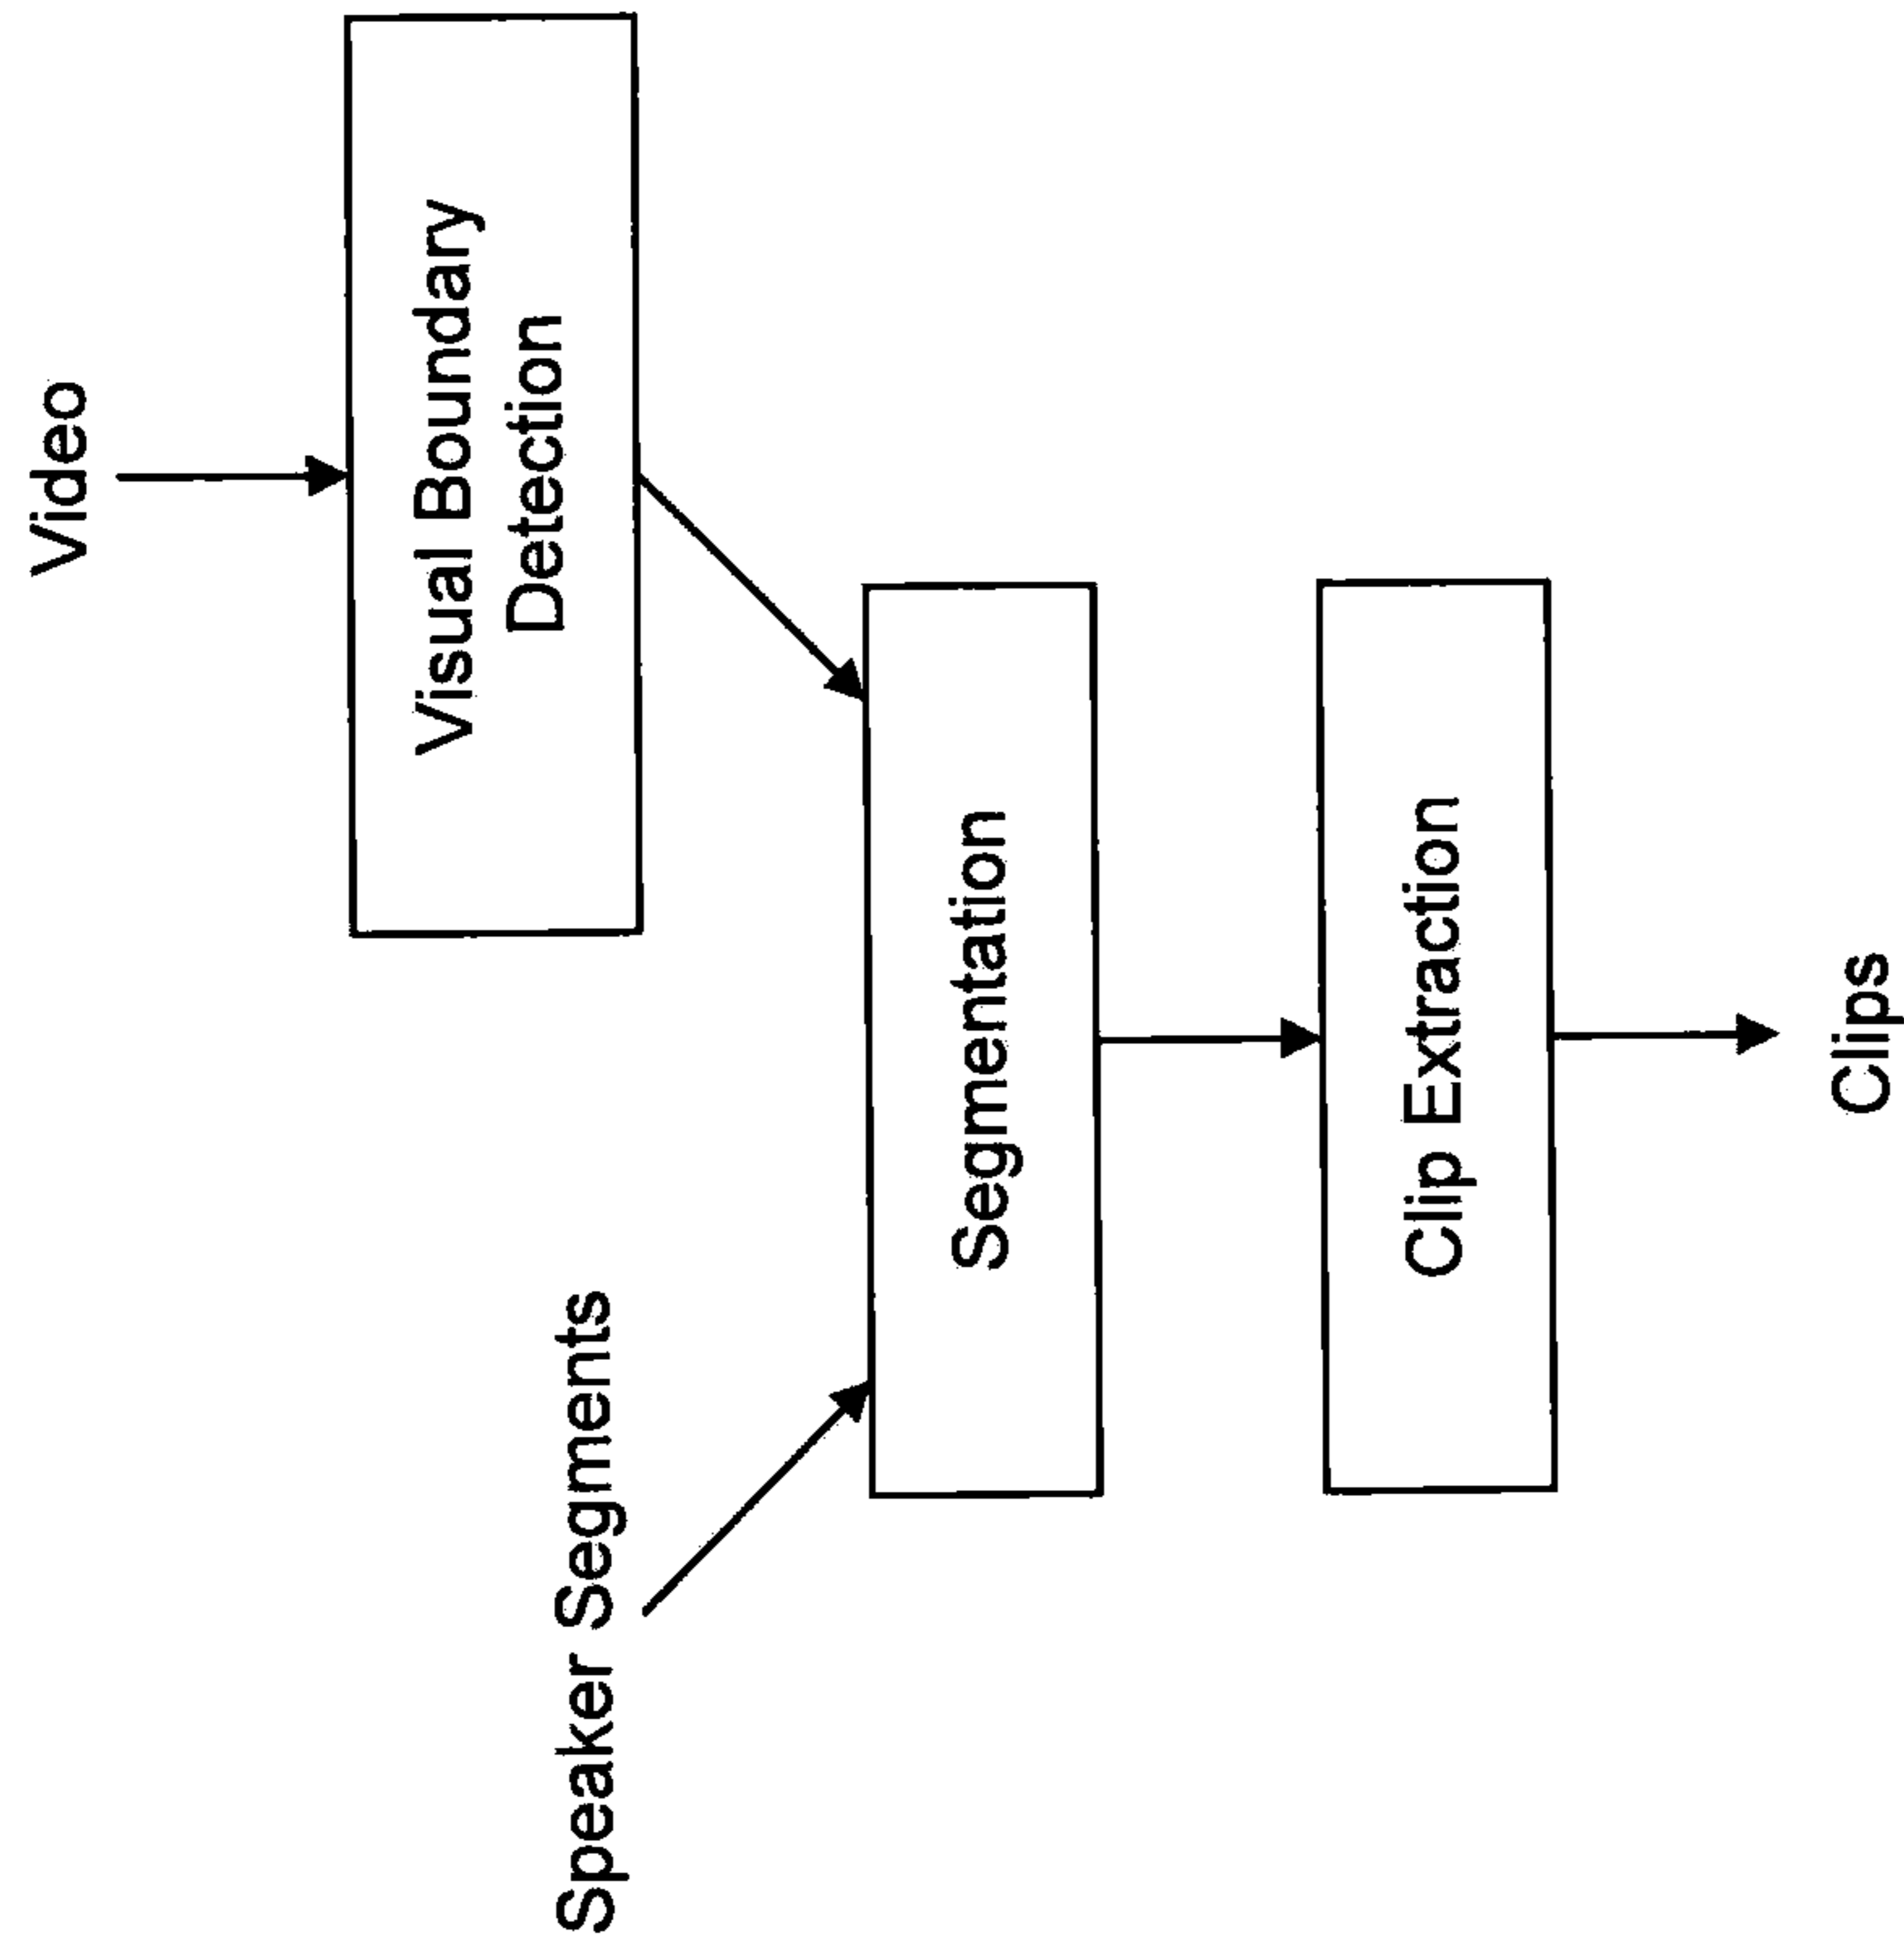 Video
Visual Boundary
Detection
Speaker Segments
Segmentation
Clip Extraction
Clips